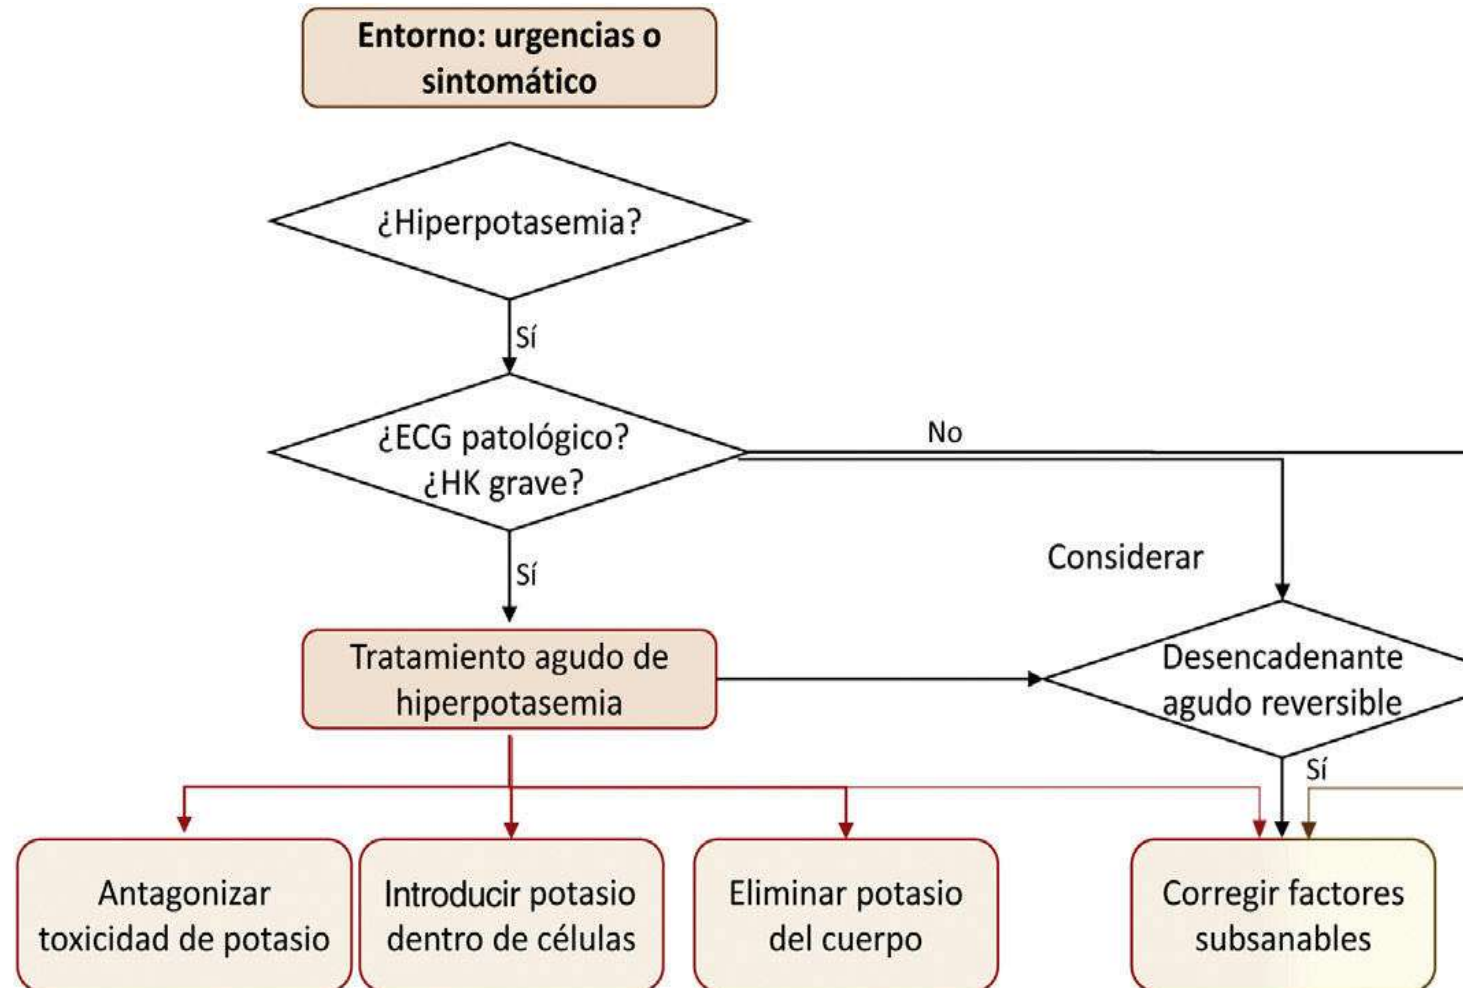 Entorno: urgencias o
sintomático
¿Hiperpotasemia?
Sí
¿ECG patológico?
¿HK grave?
No
Sí
Considerar
Tratamiento agudo de
hiperpotasemia
Desencadenante
agudo reversible
Sí
Antagonizar
toxicidad de potasio
Introducir potasio
dentro de células
Eliminar potasio
del cuerpo
Corregir factores
subsanables